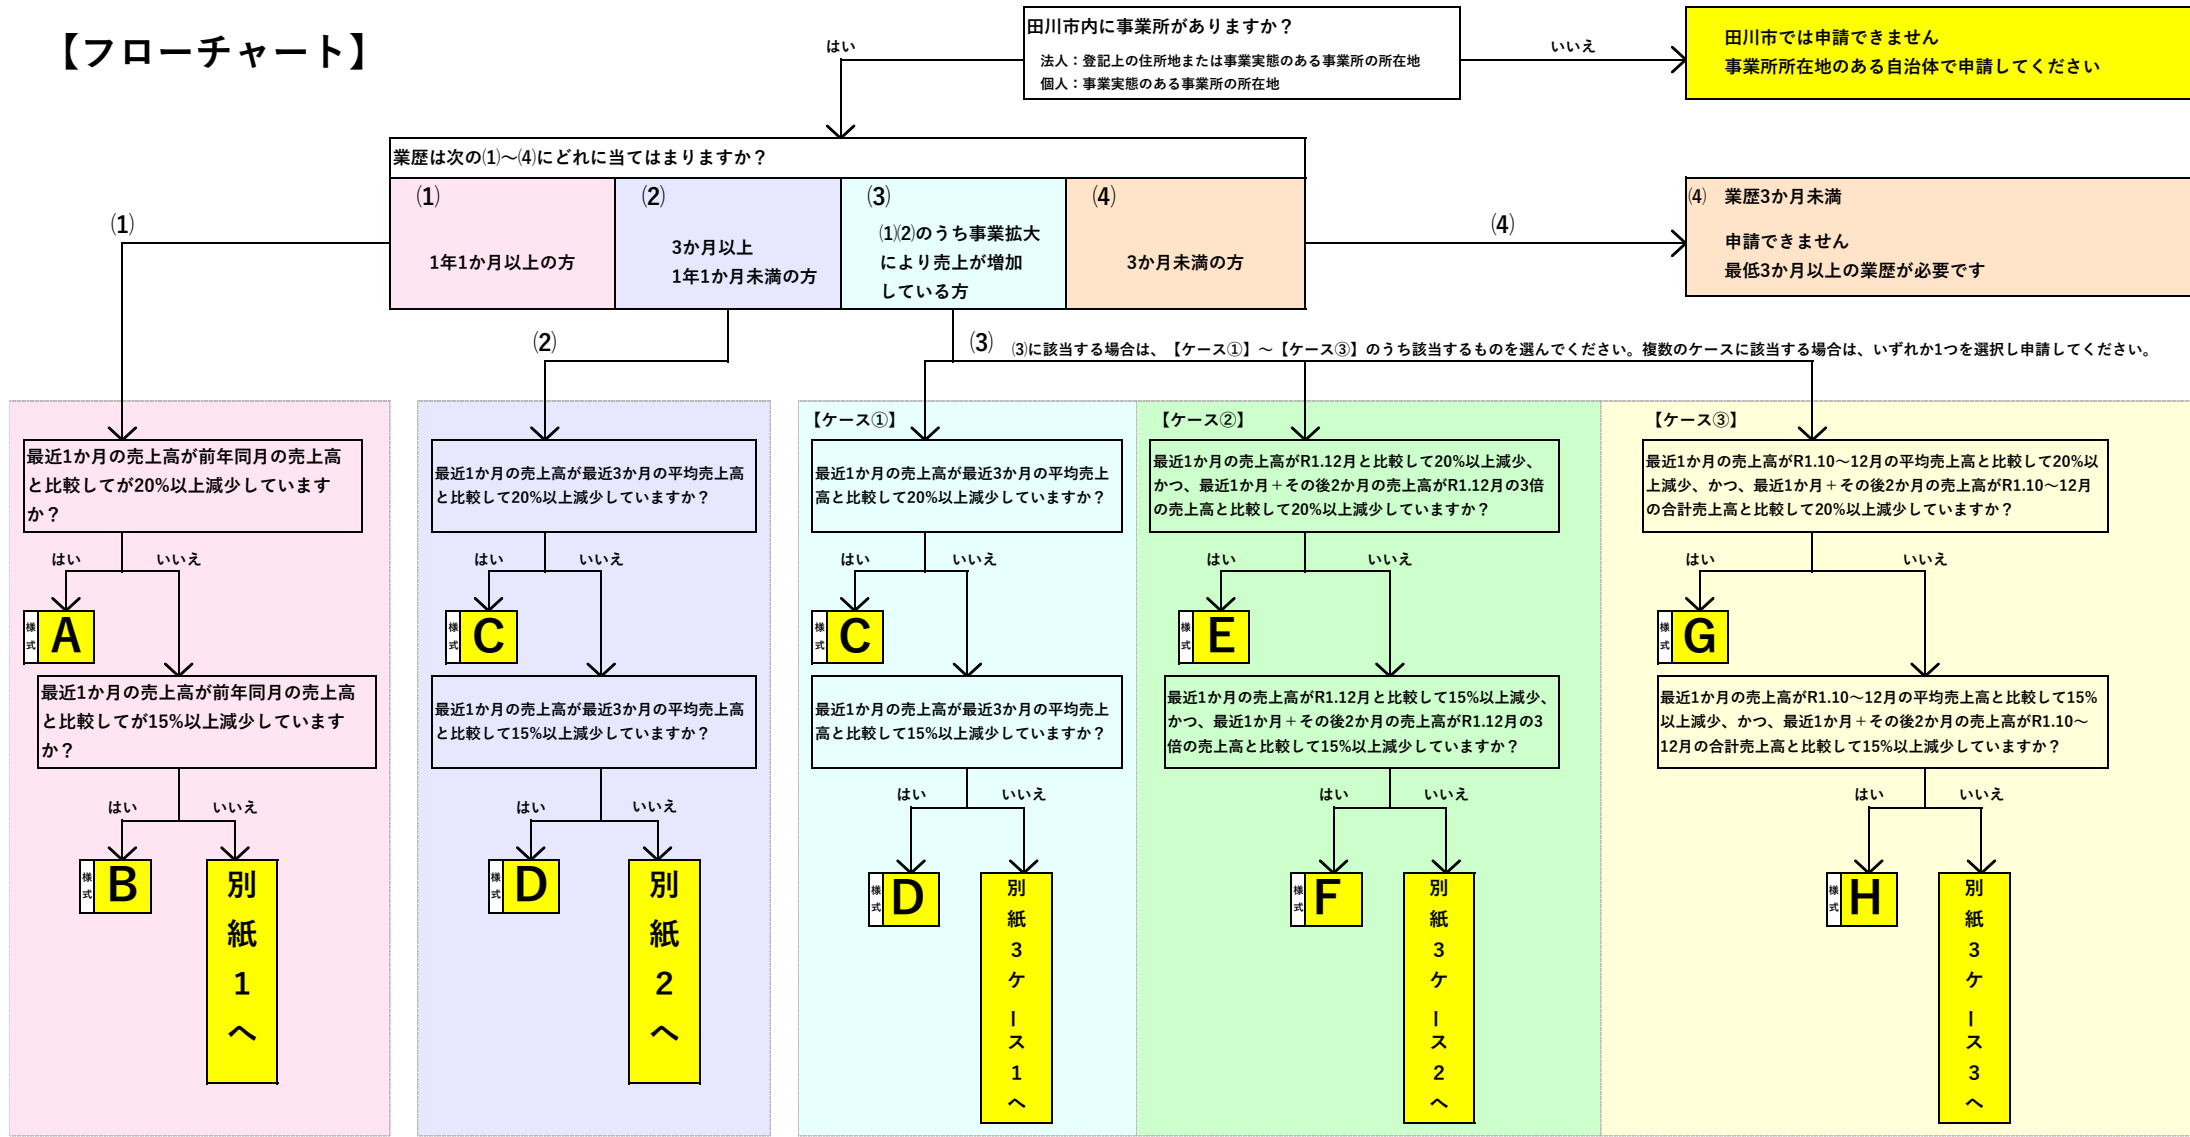 【フローチャート】
田川市内に事業所がありますか？
法人：登記上の住所地または事業実態のある事業所の所在地
個人：事業実態のある事業所の所在地
はい
いいえ
田川市では申請できません
事業所所在地のある自治体で申請してください
業歴は次の⑴～⑷にどれに当てはまりますか？
⑴
1年1か月以上の方
⑵
3か月以上
1年1か月未満の方
⑶
⑴⑵のうち事業拡大
により売上が増加
している方
⑷
3か月未満の方
⑷
⑷ 業歴3か月未満
申請できません
最低3か月以上の業歴が必要です
⑴
⑵
⑶
⑶に該当する場合は、【ケース①】～【ケース③】のうち該当するものを選んでください。複数のケースに該当する場合は、いずれか1つを選択し申請してください。
最近1か月の売上高が前年同月の売上高
と比較してが20%以上減少しています
か？
はい
いいえ
様式
A
最近1か月の売上高が前年同月の売上高
と比較してが15%以上減少しています
か？
はい
いいえ
様式
B
別紙1へ
最近1か月の売上高が最近3か月の平均売上高
と比較して20%以上減少していますか？
はい
いいえ
様式
C
最近1か月の売上高が最近3か月の平均売上高
と比較して15%以上減少していますか？
はい
いいえ
様式
D
別紙2へ
【ケース①】
最近1か月の売上高が最近3か月の平均売上
高と比較して20%以上減少していますか？
はい
いいえ
様式
C
最近1か月の売上高が最近3か月の平均売上
高と比較して15%以上減少していますか？
はい
いいえ
様式
D
別紙3ケース1へ
【ケース②】
最近1か月の売上高がR1.12月と比較して20%以上減少、
かつ、最近1か月＋その後2か月の売上高がR1.12月の3倍
の売上高と比較して20%以上減少していますか？
はい
いいえ
様式
E
最近1か月の売上高がR1.12月と比較して15%以上減少、
かつ、最近1か月＋その後2か月の売上高がR1.12月の3
倍の売上高と比較して15%以上減少していますか？
はい
いいえ
様式
F
別紙3ケース2へ
【ケース③】
最近1か月の売上高がR1.10～12月の平均売上高と比較して20%以
上減少、かつ、最近1か月＋その後2か月の売上高がR1.10～12月
の合計売上高と比較して20%以上減少していますか？
はい
いいえ
様式
G
最近1か月の売上高がR1.10～12月の平均売上高と比較して15%
以上減少、かつ、最近1か月＋その後2か月の売上高がR1.10～
12月の合計売上高と比較して15%以上減少していますか？
はい
いいえ
様式
H
別紙3ケース3へ